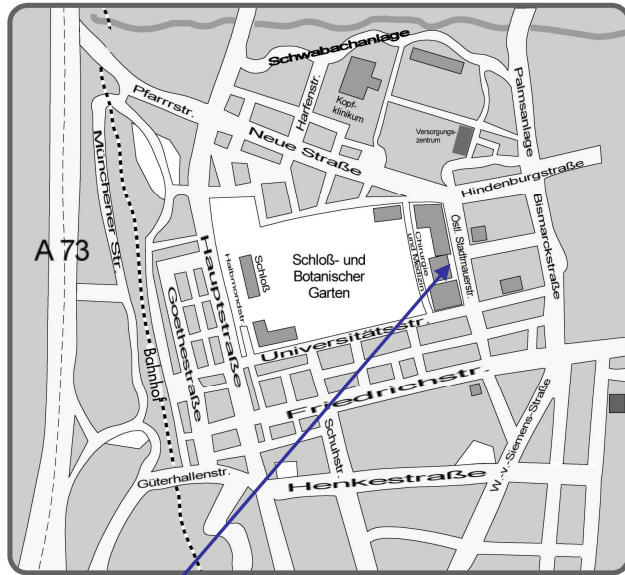 Schwabachanlage
Pfarrstr.
Harfenstr.
Kopf-
klinikum
Palmsanlage
Neue Straße
Versorgungs-
zentrum
Hindenburgstraße
Münchener Str.
A 73
Hauptstraße
Halbmondstr.
Schloß
Schloß- und
Botanischer
Garten
Chirurgie
und Medizin
Östl. Stadtmauerstr.
Bismarckstraße
Goethestraße
Bahnhof
Universitätsstr.
Friedrichstr.
Schuhstr.
W.-v.-Siemens-Straße
Güterhallenstr.
Henkestraße